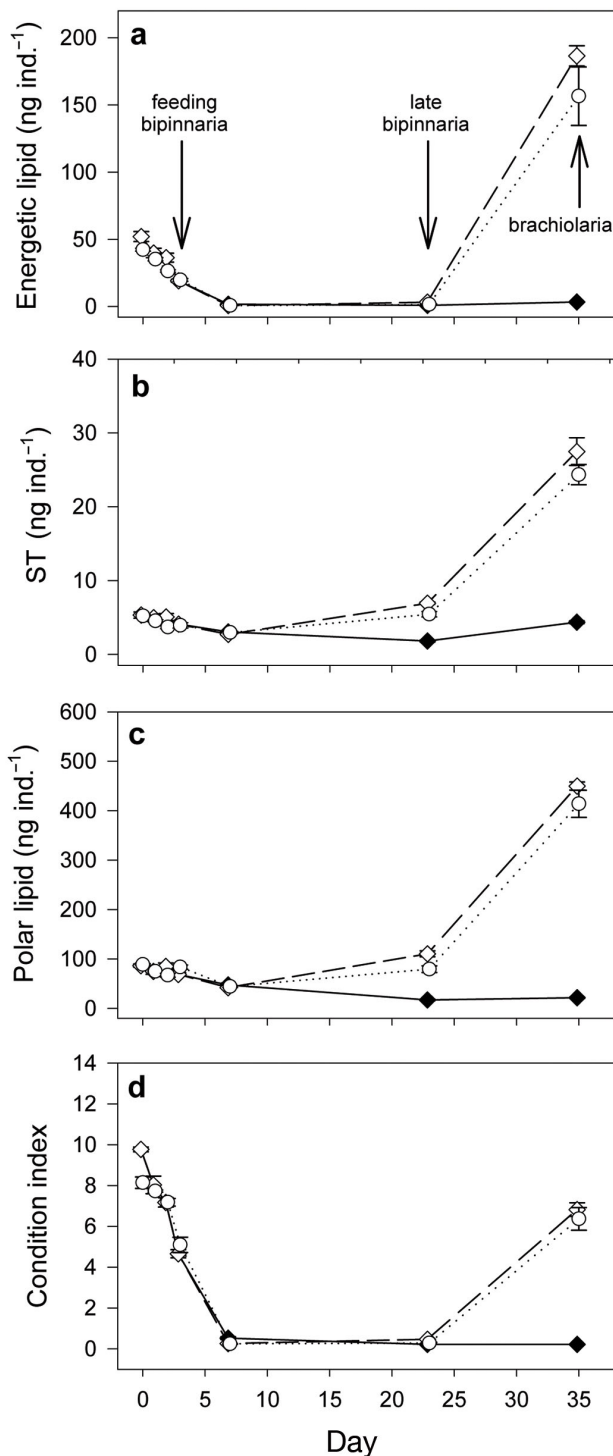 a
Energetic lipid (ng ind.⁻¹)
200
150
100
50
0
feeding
bipinnaria
late
bipinnaria
brachiolaria
b
ST (ng ind.⁻¹)
40
30
20
10
0
c
Polar lipid (ng ind.⁻¹)
600
500
400
300
200
100
0
d
Condition index
14
12
10
8
6
4
2
0
0 5 10 15 20 25 30 35
Day